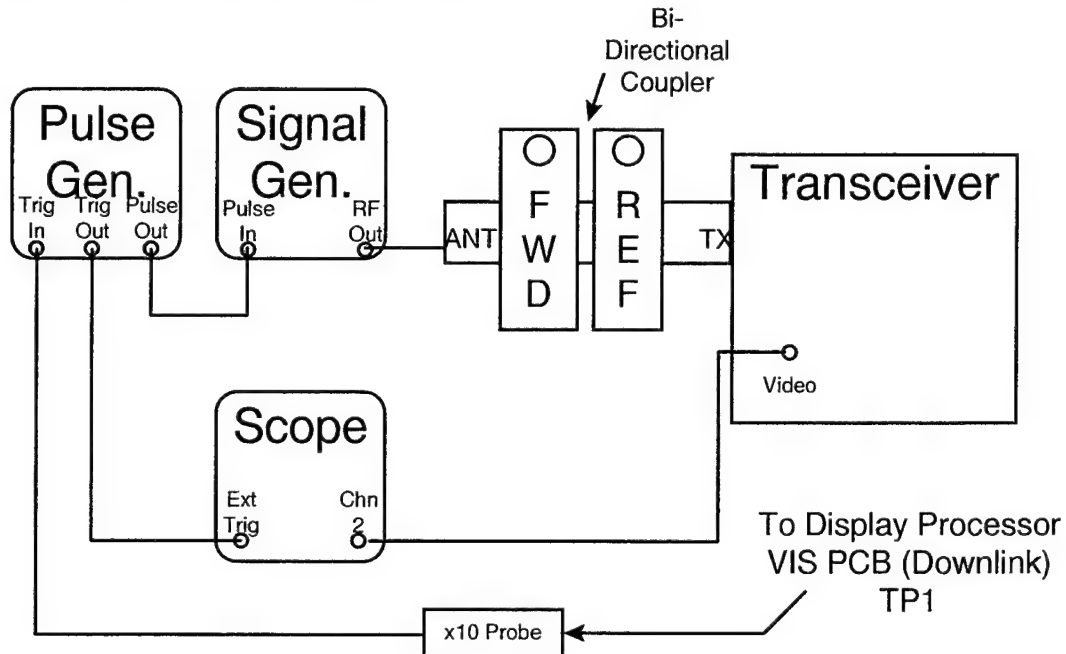 Bi-
Directional
Coupler
Pulse
Gen.
Trig
In
Trig
Out
Pulse
Out
Signal
Gen.
Pulse
In
RF
Out
ANT
F
W
D
R
E
F
TX
Transceiver
Video
Scope
Ext
Trig
Chn
2
To Display Processor
VIS PCB (Downlink)
TP1
x10 Probe